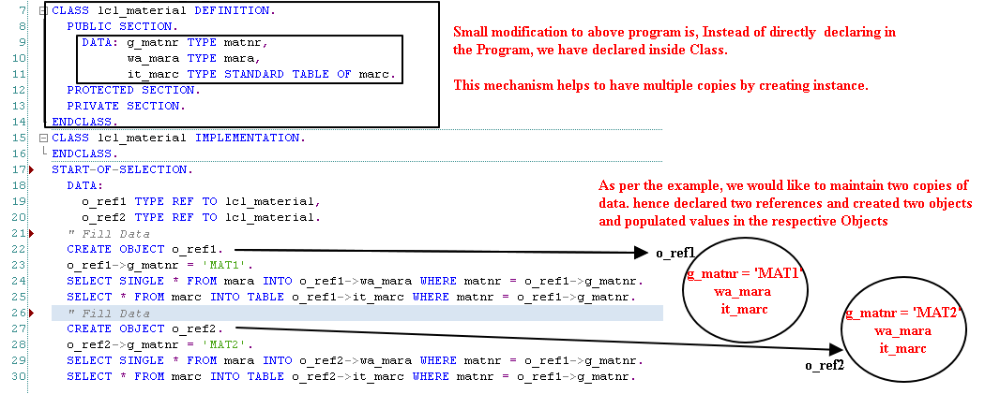 7 CLASS lcl_material DEFINITION.
8 PUBLIC SECTION.
9 DATA: g_matnr TYPE matnr,
10 wa_mara TYPE mara,
11 it_marc TYPE STANDARD TABLE OF marc.
12 PROTECTED SECTION.
13 PRIVATE SECTION.
14 ENDCLASS.
Small modification to above program is, Instead of directly declaring in
the Program, we have declared inside Class.
This mechanism helps to have multiple copies by creating instance.
15 CLASS lcl_material IMPLEMENTATION.
16 ENDCLASS.
17 START-OF-SELECTION.
18 DATA:
19 o_ref1 TYPE REF TO lcl_material,
20 o_ref2 TYPE REF TO lcl_material.
21 " Fill Data
22 CREATE OBJECT o_ref1.
23 o_ref1->g_matnr = 'MAT1'.
24 SELECT SINGLE * FROM mara INTO o_ref1->wa_mara WHERE matnr = o_ref1->g_matnr.
25 SELECT * FROM marc INTO TABLE o_ref1->it_marc WHERE matnr = o_ref1->g_matnr.
26 " Fill Data
27 CREATE OBJECT o_ref2.
28 o_ref2->g_matnr = 'MAT2'.
29 SELECT SINGLE * FROM mara INTO o_ref2->wa_mara WHERE matnr = o_ref1->g_matnr.
30 SELECT * FROM marc INTO TABLE o_ref2->it_marc WHERE matnr = o_ref1->g_matnr.
As per the example, we would like to maintain two copies of
data. hence declared two references and created two objects
and populated values in the respective Objects
o_ref1
g_matnr = 'MAT1'
wa_mara
it_marc
g_matnr = 'MAT2'
wa_mara
it_marc
o_ref2